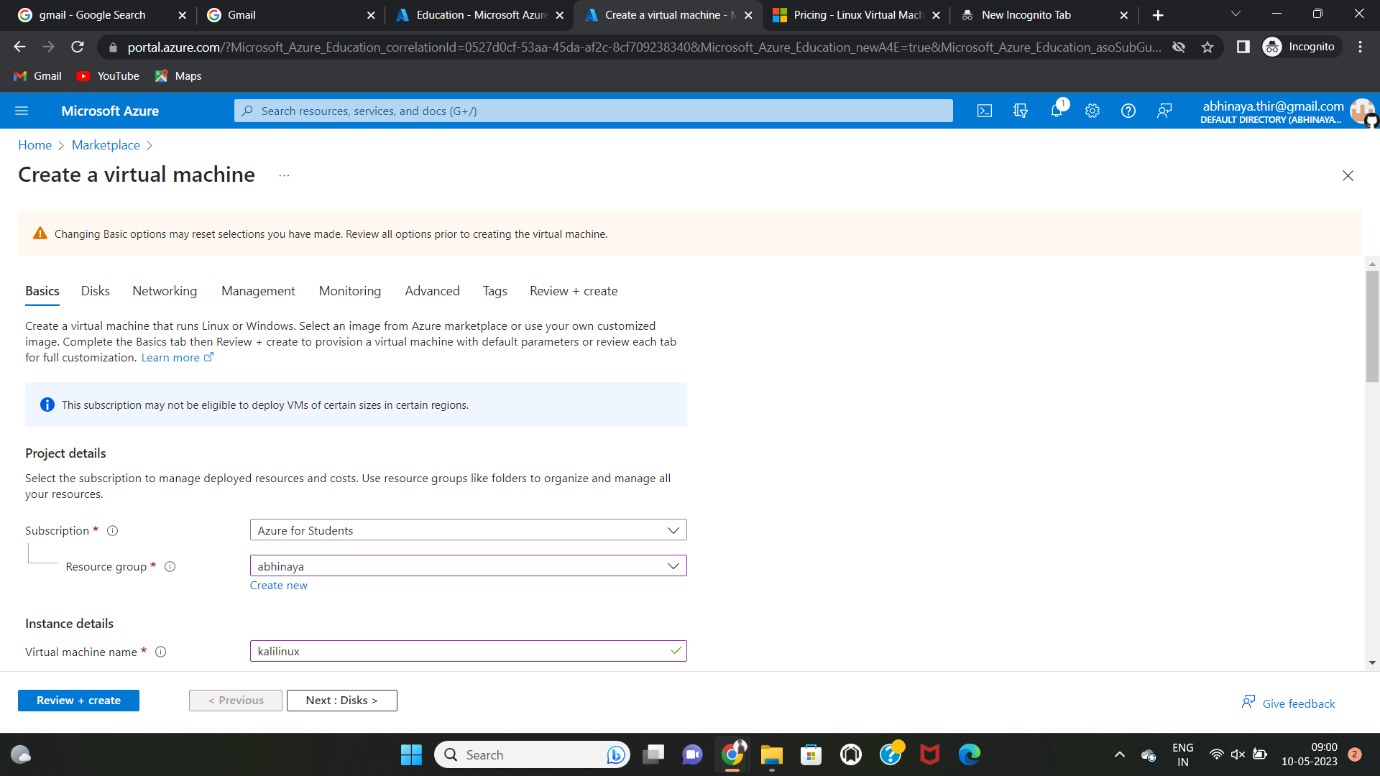 gmail - Google Search
Gmail
Education - Microsoft Azure
Create a virtual machine - M
Pricing - Linux Virtual Mach
New Incognito Tab
portal.azure.com/?Microsoft_Azure_Education_correlationId=0527d0cf-53aa-45da-af2c-8cf709238340&Microsoft_Azure_Education_newA4E=true&Microsoft_Azure_Education_asoSubGu...
Incognito
Gmail YouTube Maps
Microsoft Azure
Search resources, services, and docs (G+/)
1
abhinaya.thir@gmail.com
DEFAULT DIRECTORY (ABHINAYA...
Home > Marketplace >
Create a virtual machine ...
Changing Basic options may reset selections you have made. Review all options prior to creating the virtual machine.
Basics Disks Networking Management Monitoring Advanced Tags Review + create
Create a virtual machine that runs Linux or Windows. Select an image from Azure marketplace or use your own customized
image. Complete the Basics tab then Review + create to provision a virtual machine with default parameters or review each tab
for full customization. Learn more
This subscription may not be eligible to deploy VMs of certain sizes in certain regions.
Project details
Select the subscription to manage deployed resources and costs. Use resource groups like folders to organize and manage all
your resources.
Subscription *
Azure for Students
Resource group *
abhinaya
Create new
Instance details
Virtual machine name *
kalilinux
Review + create
< Previous
Next : Disks >
Give feedback
Search
ENG
IN
09:00
10-05-2023
2